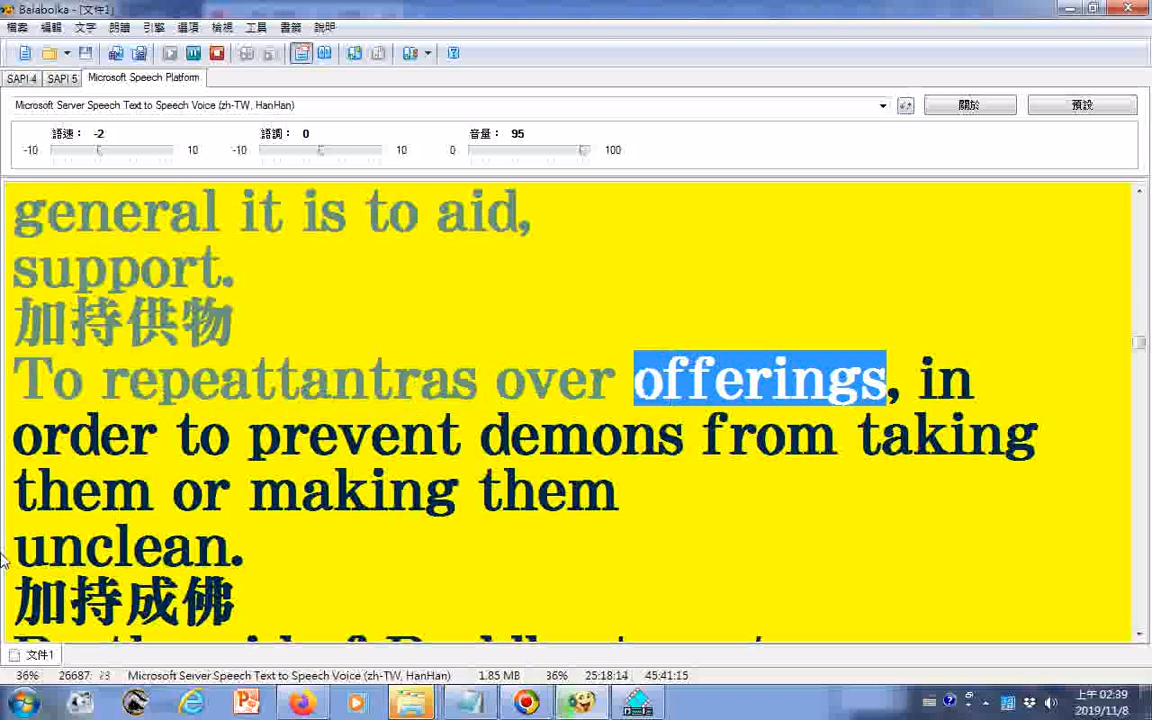 Balabolka - [文件1]
檔案 編輯 文字 朗讀 引擎 選項 檢視 工具 書籤 說明
SAPI 4 SAPI 5 Microsoft Speech Platform
Microsoft Server Speech Text to Speech Voice (zh-TW, HanHan) 關於 預設
語速： -2 語調： 0 音量： 95
-10 10 -10 10 0 100
general it is to aid,
support.
加持供物
To repeattantras over offerings, in
order to prevent demons from taking
them or making them
unclean.
加持成佛
文件1
36% Microsoft Server Speech Text to Speech Voice (zh-TW, HanHan) 1.85 MB 36% 25:18:14 45:41:15
上午 02:39
2019/11/8